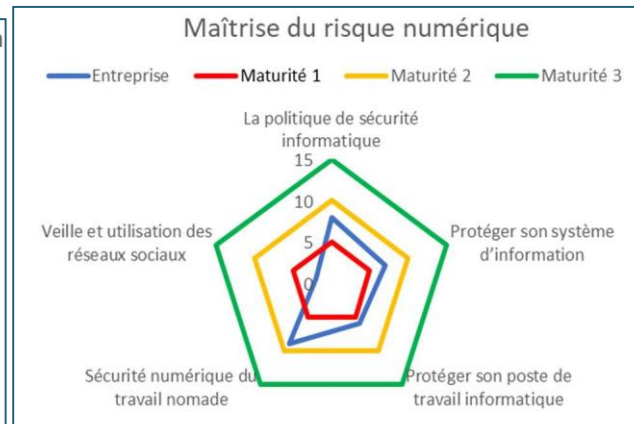 Maîtrise du risque numérique
Entreprise Maturité 1 Maturité 2 Maturité 3
La politique de sécurité
informatique
15
10
5
0
Protéger son système
d'information
Protéger son poste de
travail informatique
Sécurité numérique du
travail nomade
Veille et utilisation des
réseaux sociaux